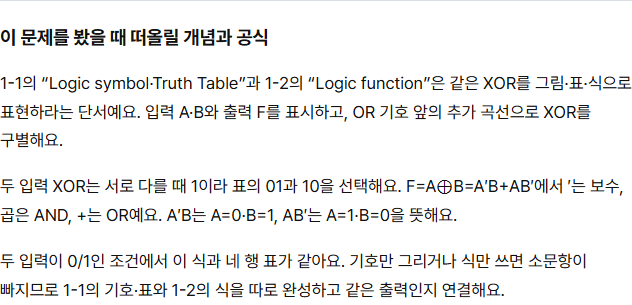 이 문제를 봤을 때 떠올릴 개념과 공식
1-1의 “Logic symbol·Truth Table”과 1-2의 “Logic function”은 같은 XOR를 그림·표·식으로
표현하라는 단서예요. 입력 A·B와 출력 F를 표시하고, OR 기호 앞의 추가 곡선으로 XOR를
구별해요.
두 입력 XOR는 서로 다를 때 1이라 표의 01과 10을 선택해요. F=A⊕B=A′B+AB′에서 ′는 보수,
곱은 AND, +는 OR예요. A′B는 A=0·B=1, AB′는 A=1·B=0을 뜻해요.
두 입력이 0/1인 조건에서 이 식과 네 행 표가 같아요. 기호만 그리거나 식만 쓰면 소문항이
빠지므로 1-1의 기호·표와 1-2의 식을 따로 완성하고 같은 출력인지 연결해요.